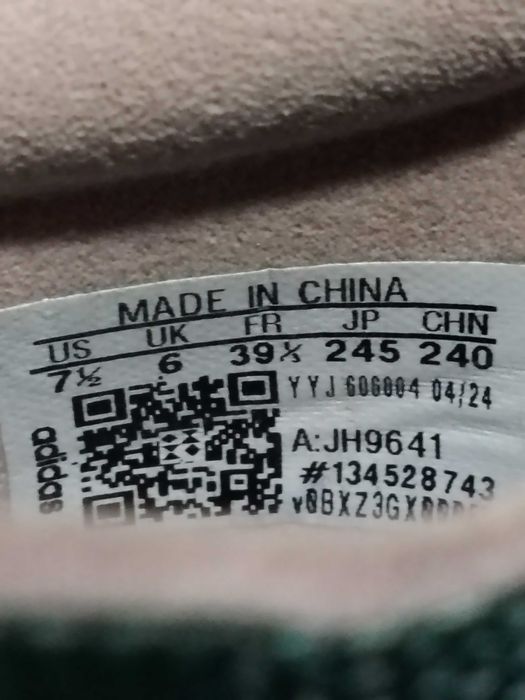 MADE IN CHINA
US UK FR JP CHN
7½ 6 39⅓ 245 240
YYJ 606004 04/24
A:JH9641
#134528743
adidas